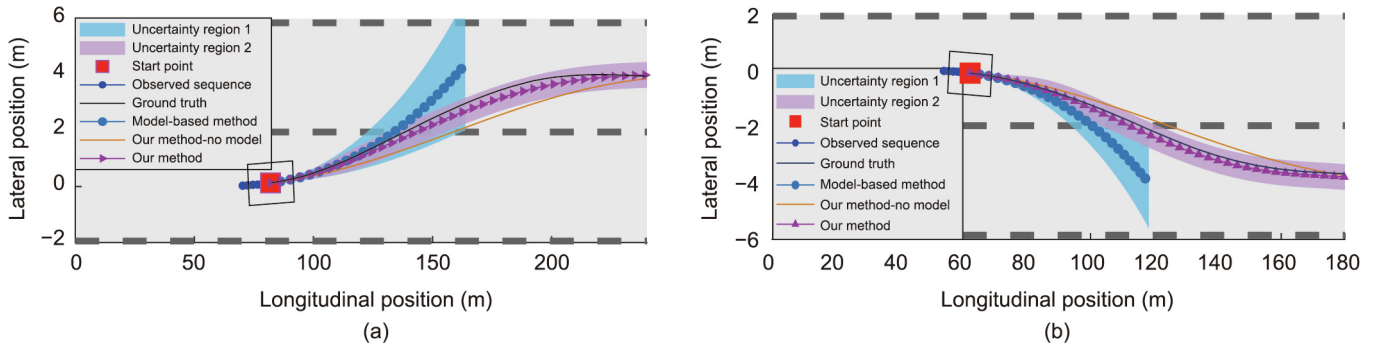 6
4
2
0
−2
Lateral position (m)
Uncertainty region 1
Uncertainty region 2
Start point
Observed sequence
Ground truth
Model-based method
Our method-no model
Our method
0
50
100
150
200
Longitudinal position (m)
(a)
2
0
−2
−4
−6
Lateral position (m)
Uncertainty region 1
Uncertainty region 2
Start point
Observed sequence
Ground truth
Model-based method
Our method-no model
Our method
0
20
40
60
80
100
120
140
160
180
Longitudinal position (m)
(b)